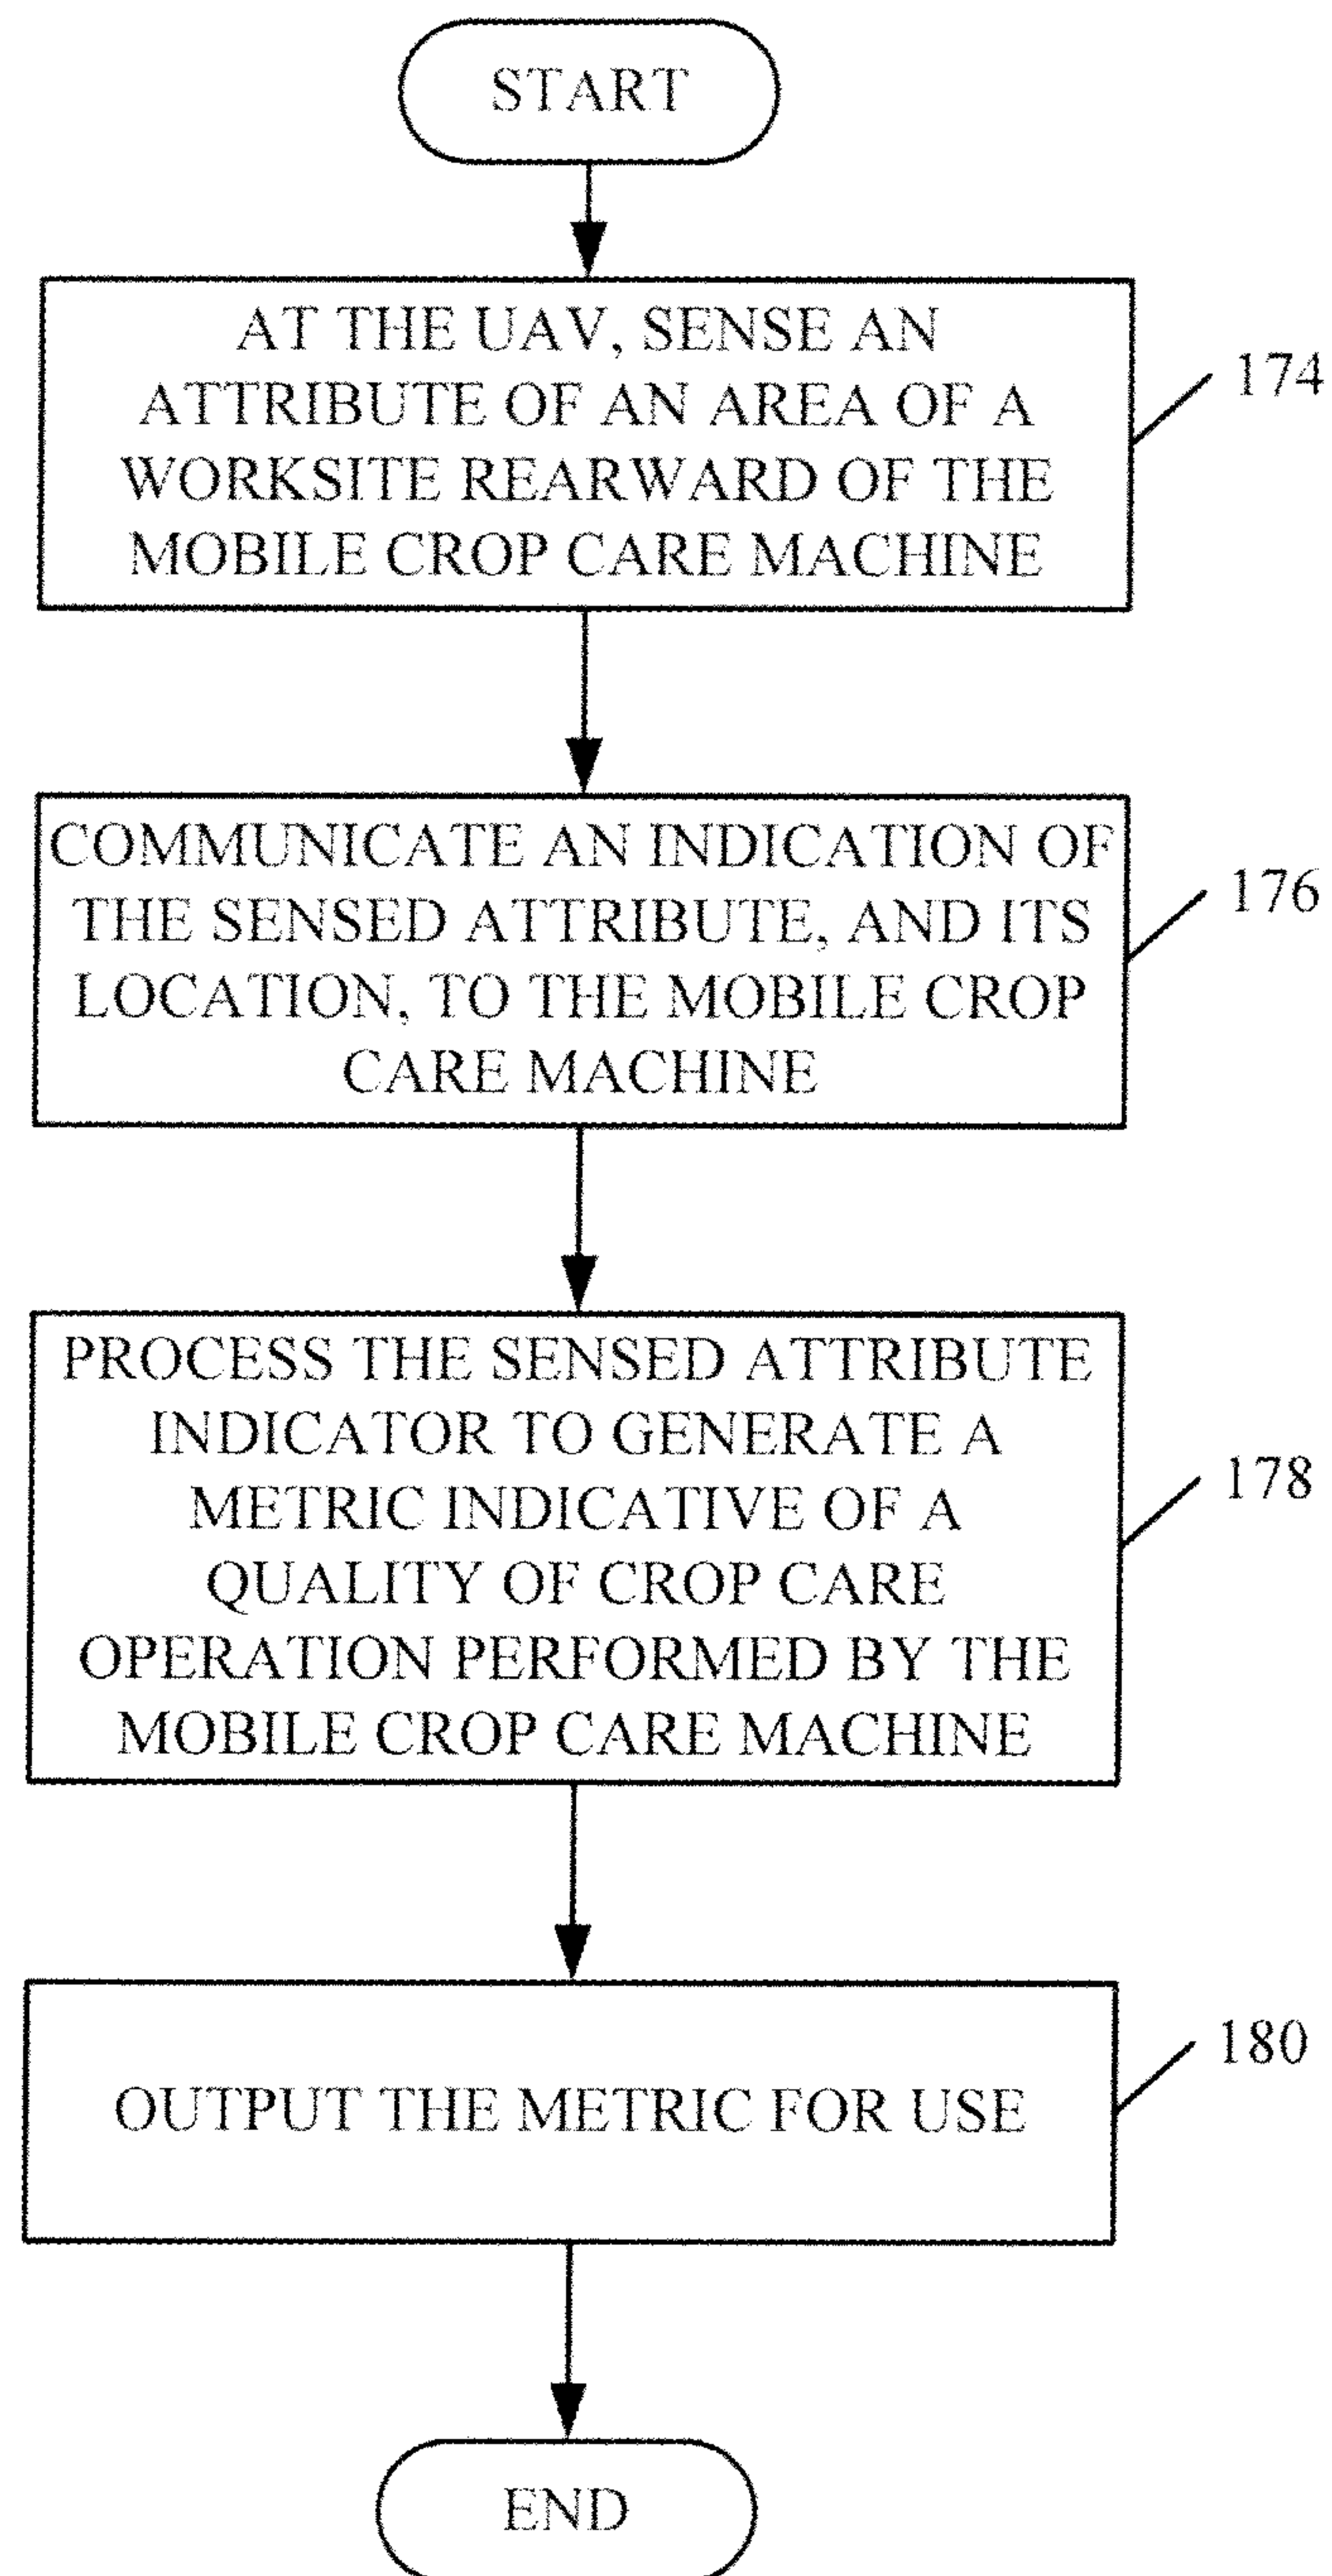 START
AT THE UAV, SENSE AN
ATTRIBUTE OF AN AREA OF A
WORKSITE REARWARD OF THE
MOBILE CROP CARE MACHINE
174
COMMUNICATE AN INDICATION OF
THE SENSED ATTRIBUTE, AND ITS
LOCATION, TO THE MOBILE CROP
CARE MACHINE
176
PROCESS THE SENSED ATTRIBUTE
INDICATOR TO GENERATE A
METRIC INDICATIVE OF A
QUALITY OF CROP CARE
OPERATION PERFORMED BY THE
MOBILE CROP CARE MACHINE
178
OUTPUT THE METRIC FOR USE
180
END